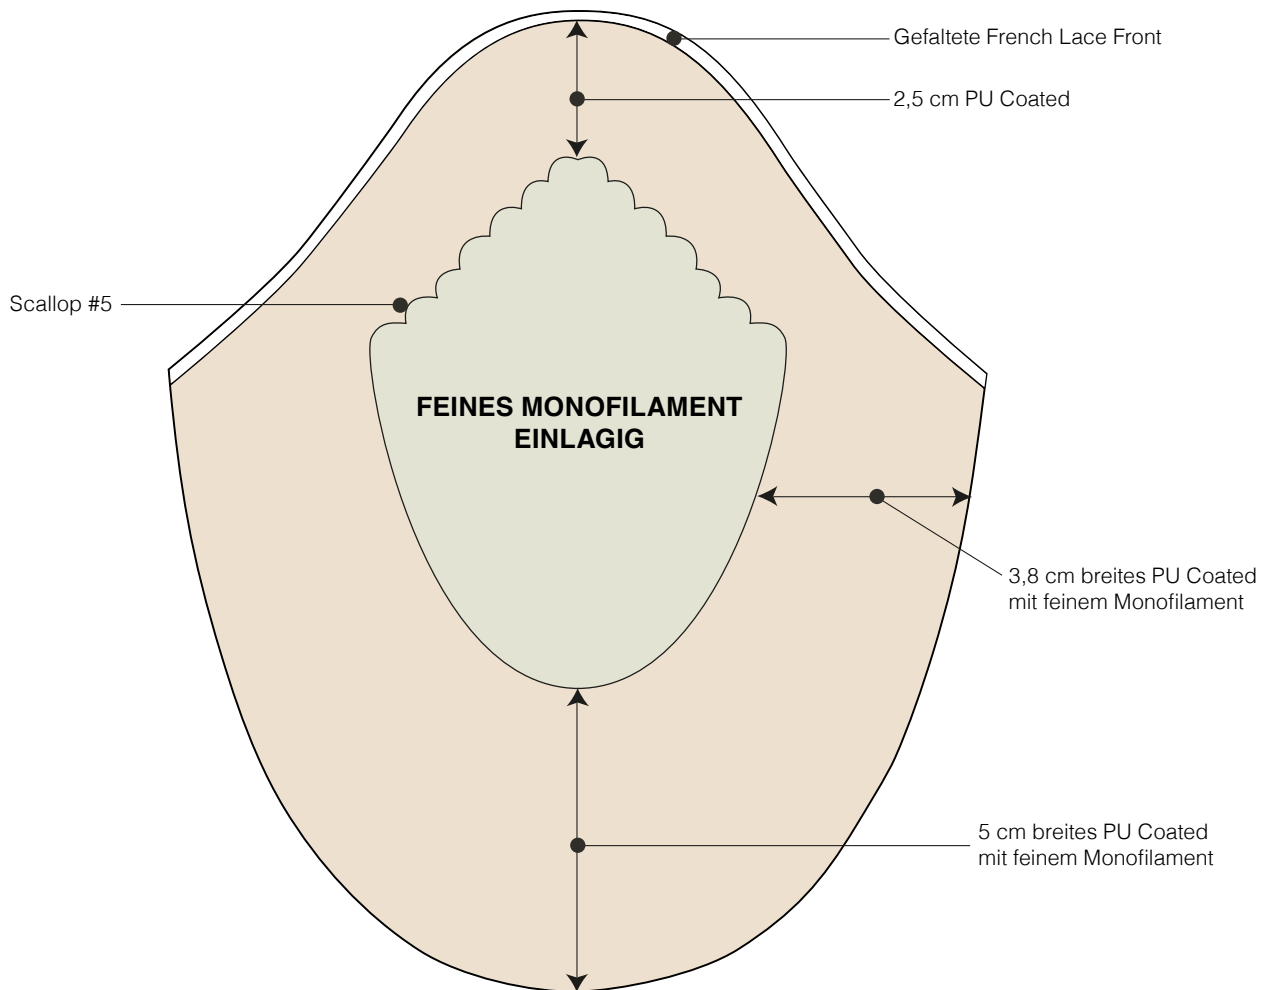 Gefaltete French Lace Front
2,5 cm PU Coated
Scallop #5
FEINES MONOFILAMENT
EINLAGIG
3,8 cm breites PU Coated
mit feinem Monofilament
5 cm breites PU Coated
mit feinem Monofilament